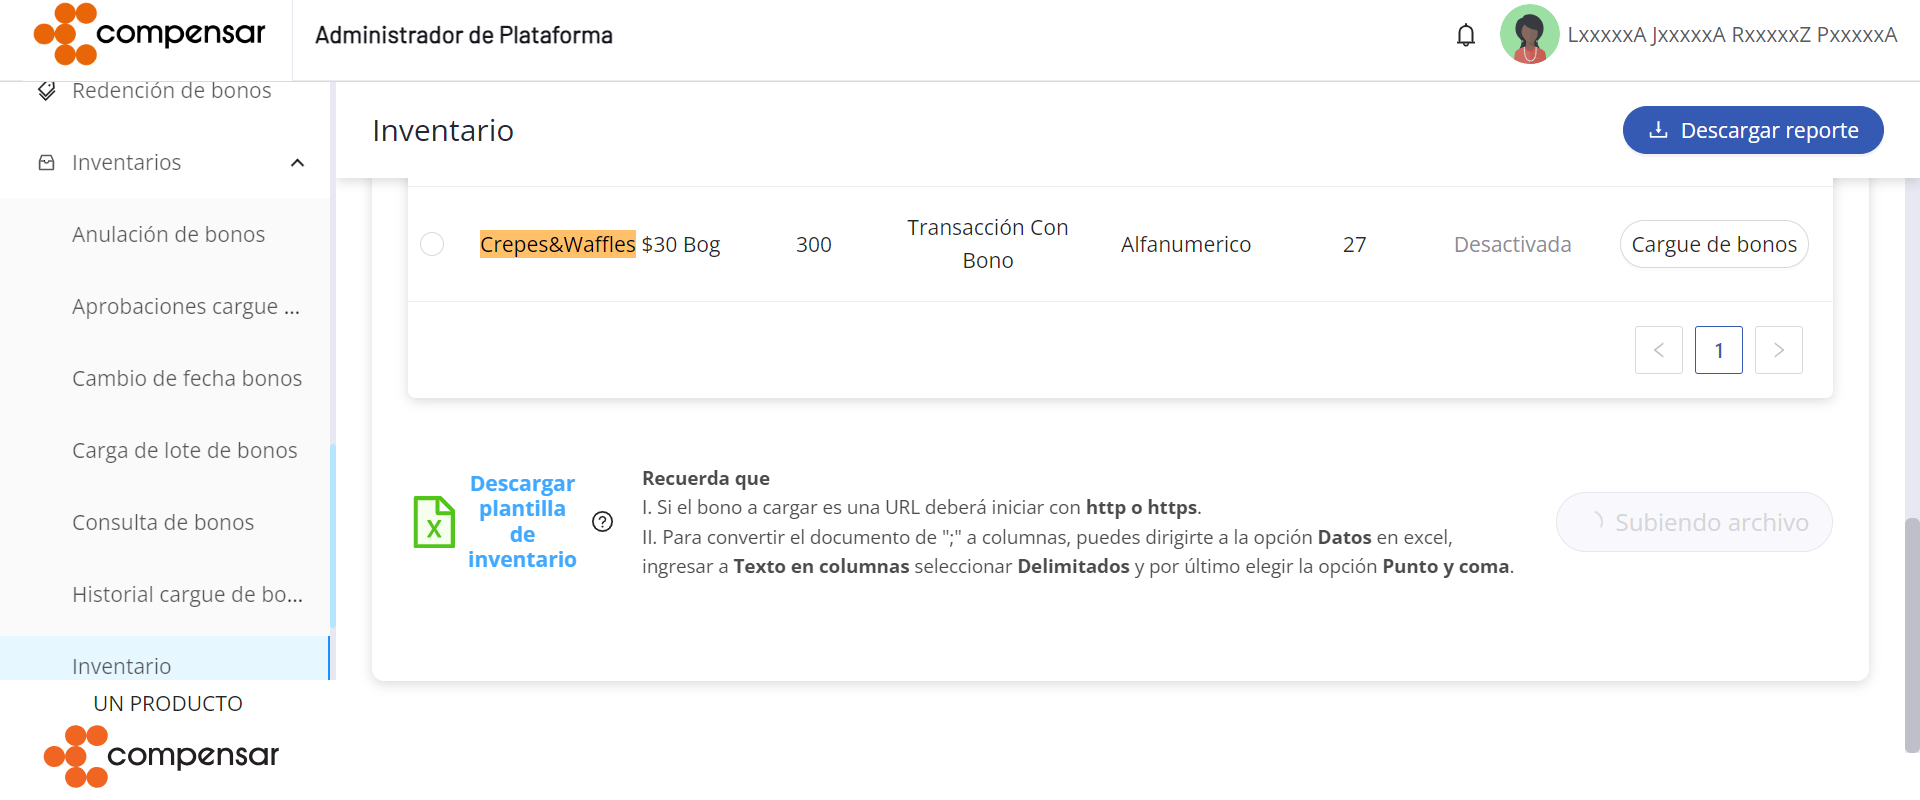 compensar
Administrador de Plataforma
LxxxxxA JxxxxxA RxxxxxZ PxxxxxA
Redención de bonos
Inventarios
Anulación de bonos
Aprobaciones cargue ...
Cambio de fecha bonos
Carga de lote de bonos
Consulta de bonos
Historial cargue de bo...
Inventario
UN PRODUCTO
compensar
Inventario
Descargar reporte
Crepes&Waffles $30 Bog
300
Transacción Con
Bono
Alfanumerico
27
Desactivada
Cargue de bonos
<
1
>
Descargar
plantilla
de
inventario
?
Recuerda que
I. Si el bono a cargar es una URL deberá iniciar con http o https.
II. Para convertir el documento de ";" a columnas, puedes dirigirte a la opción Datos en excel,
ingresar a Texto en columnas seleccionar Delimitados y por último elegir la opción Punto y coma.
Subiendo archivo